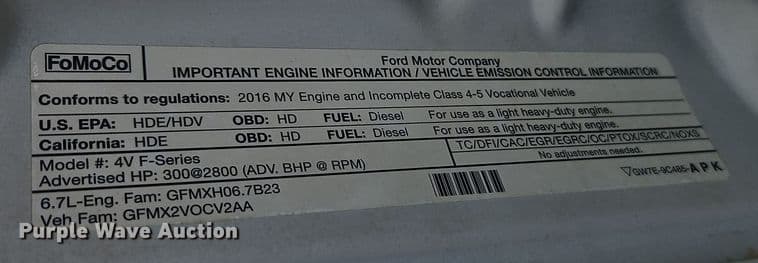 FoMoCo
Ford Motor Company
IMPORTANT ENGINE INFORMATION / VEHICLE EMISSION CONTROL INFORMATION
Conforms to regulations: 2016 MY Engine and Incomplete Class 4-5 Vocational Vehicle
U.S. EPA: HDE/HDV OBD: HD FUEL: Diesel For use as a light heavy-duty engine.
California: HDE OBD: HD FUEL: Diesel For use as a light heavy-duty engine.
Model #: 4V F-Series TC/DFI/CAC/EGR/EGRC/OC/PTOX/SCRC/NOXS
Advertised HP: 300@2800 (ADV. BHP @ RPM) No adjustments needed.
6.7L-Eng. Fam: GFMXH06.7B23 GW7E-9C485-APK
Veh Fam: GFMX2VOCV2AA
Purple Wave Auction